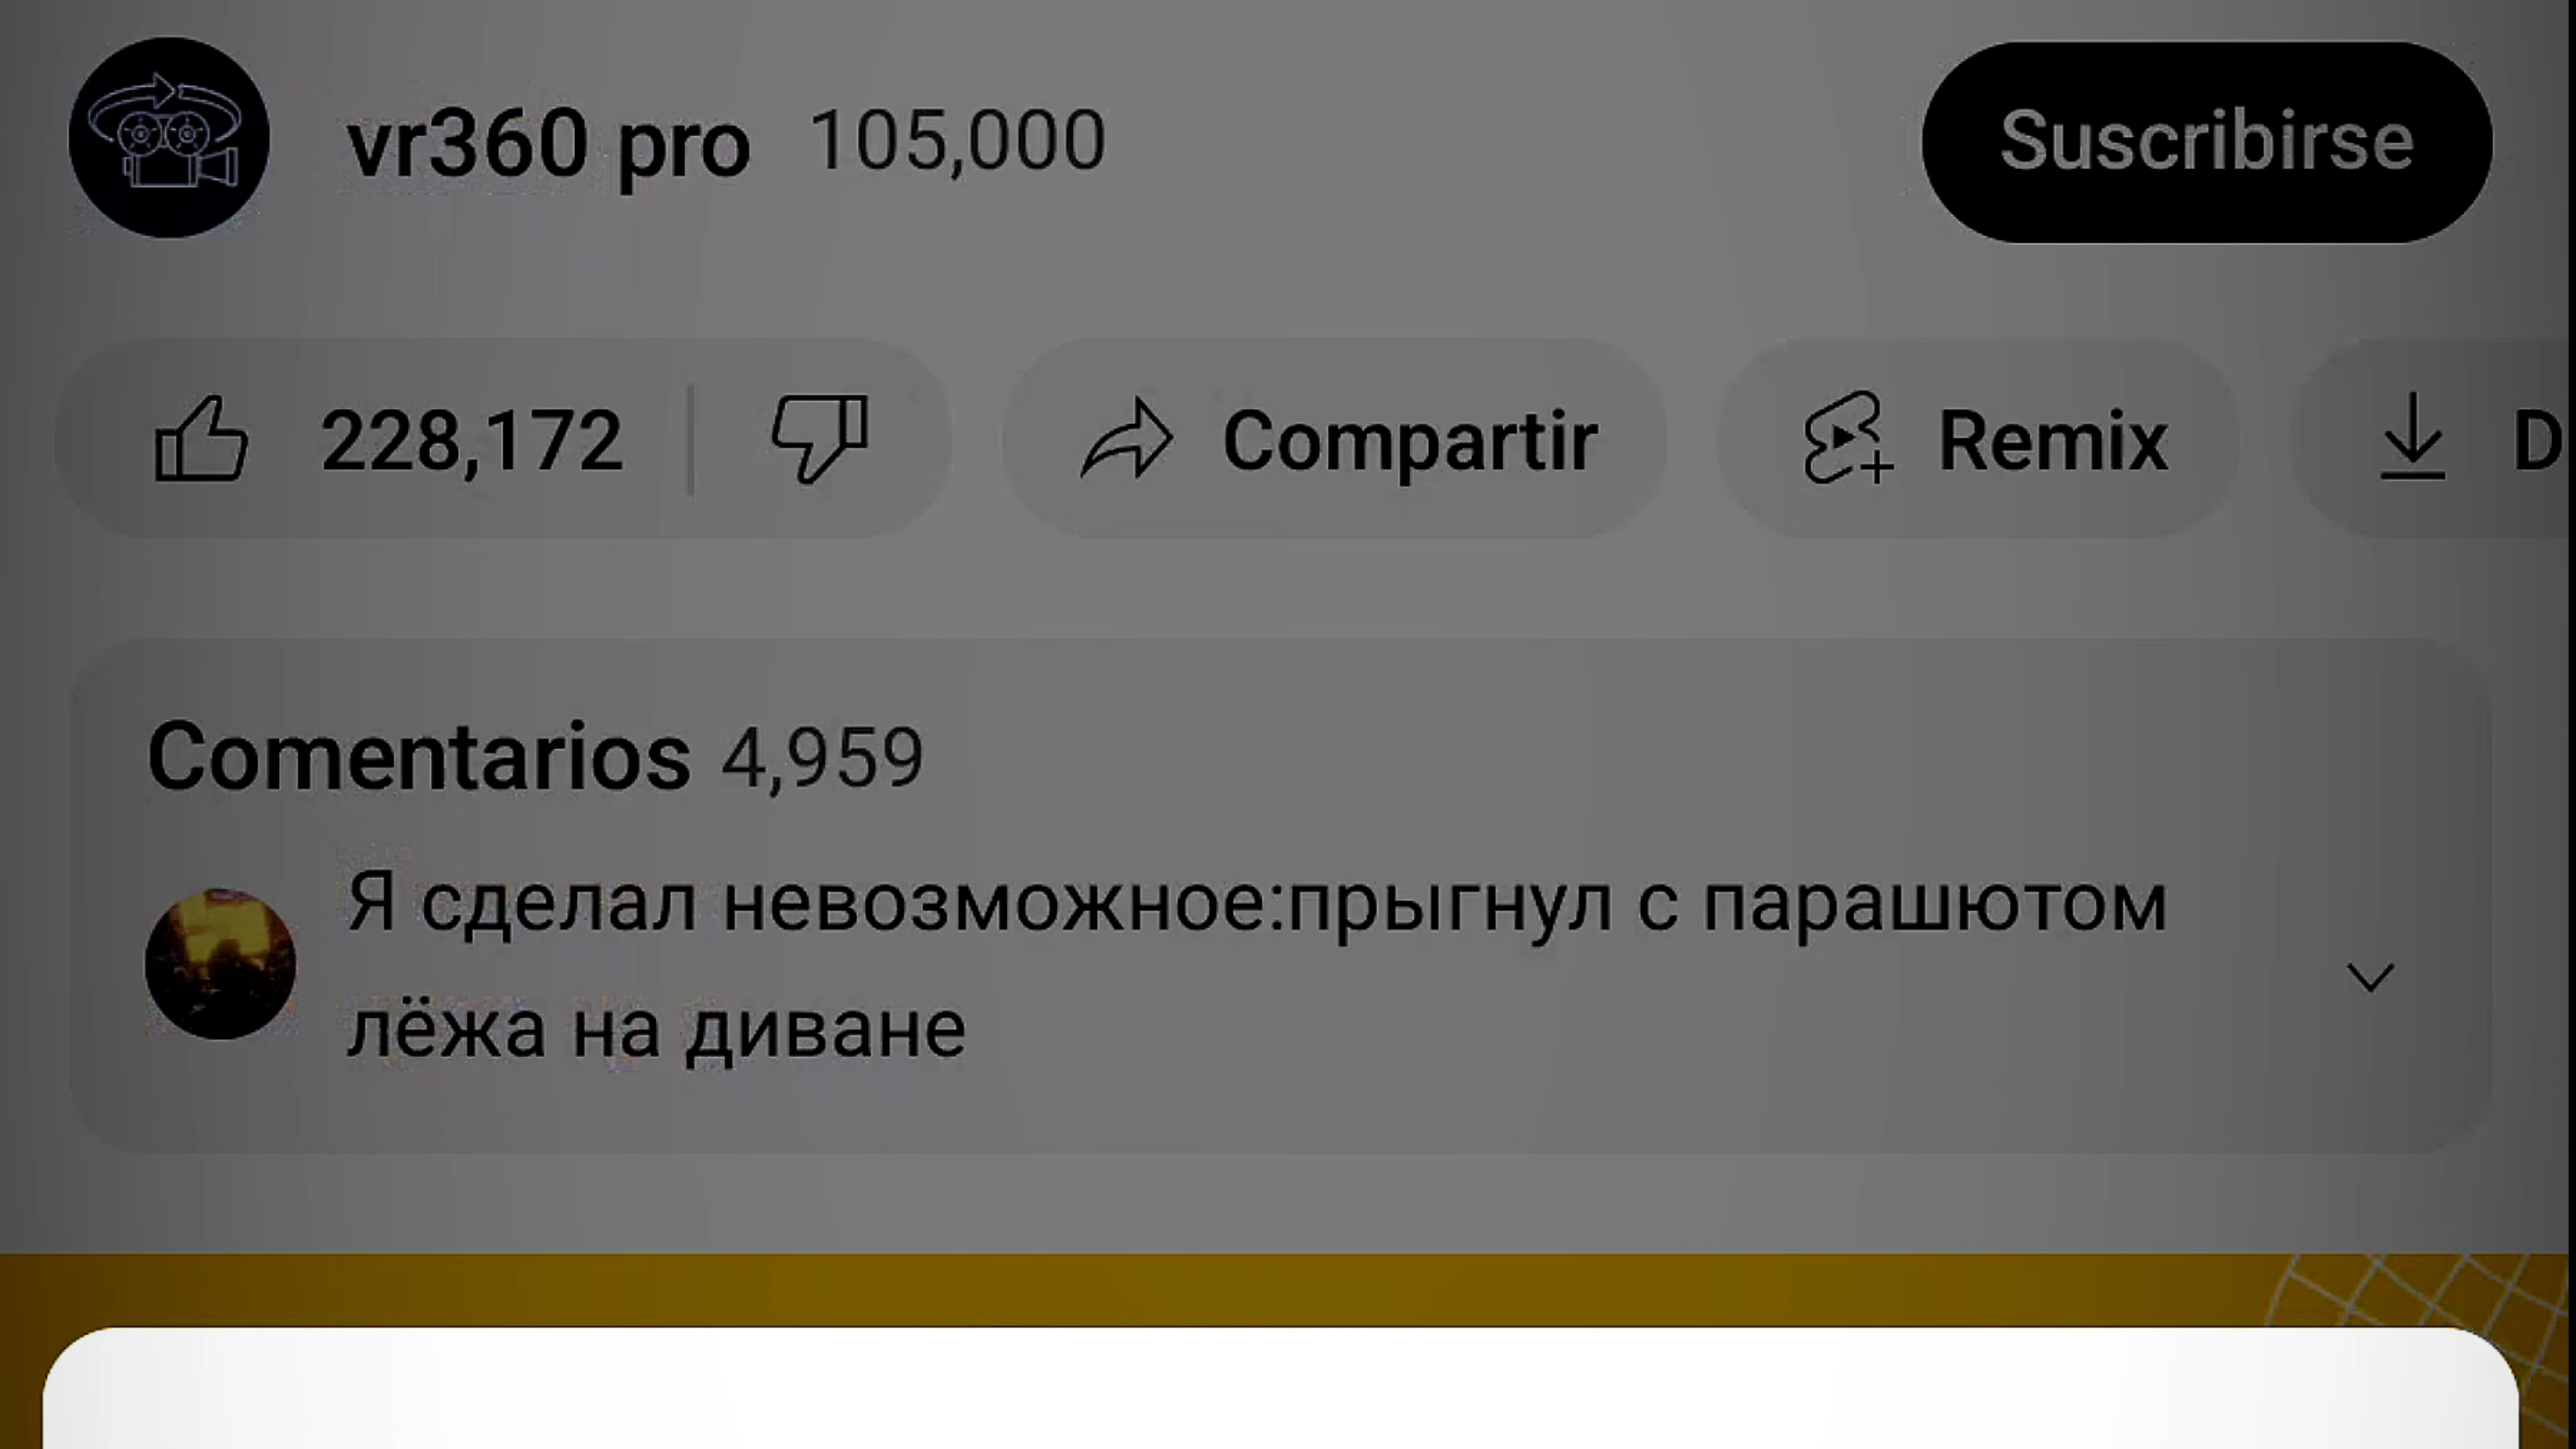 vr360 pro 105,000 Suscribirse
228,172 Compartir Remix D
Comentarios 4,959
Я сделал невозможное:прыгнул с парашютом
лёжа на диване